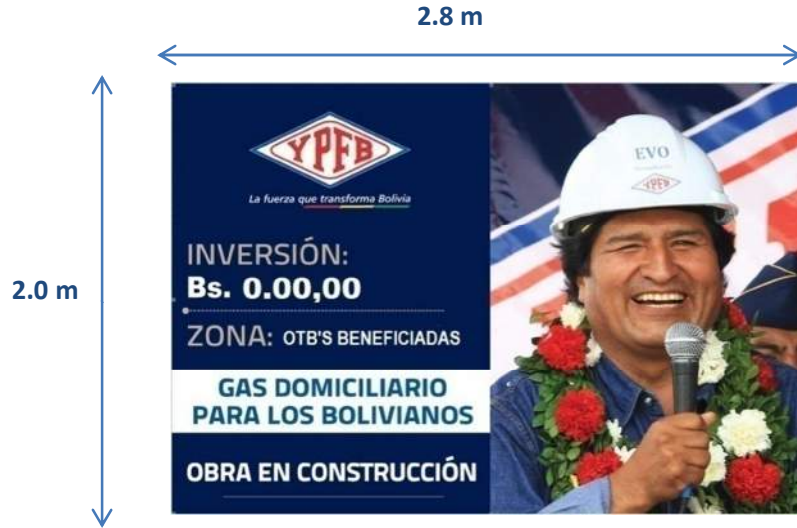 2.8 m
2.0 m
YPFB
La fuerza que transforma Bolivia
INVERSIÓN:
Bs. 0.00,00
ZONA: OTB'S BENEFICIADAS
GAS DOMICILIARIO
PARA LOS BOLIVIANOS
OBRA EN CONSTRUCCIÓN
EVO
YPFB